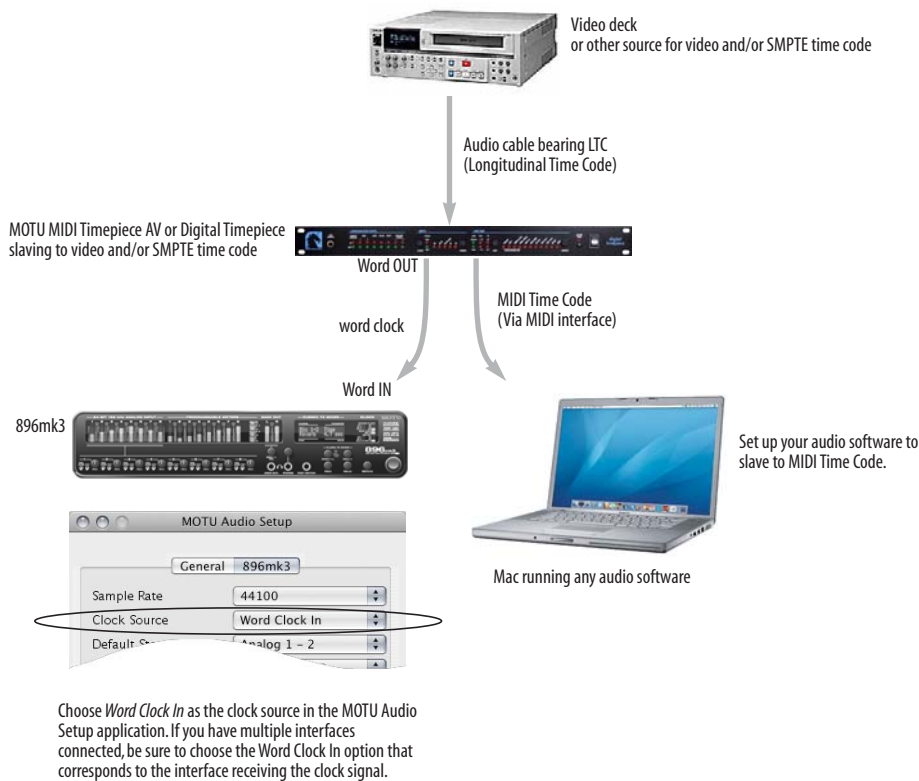 Video deck
or other source for video and/or SMPTE time code
Audio cable bearing LTC
(Longitudinal Time Code)
MOTU MIDI Timepiece AV or Digital Timepiece
slaving to video and/or SMPTE time code
Word OUT
MIDI Time Code
(Via MIDI interface)
word clock
Word IN
896mk3
Set up your audio software to
slave to MIDI Time Code.
Mac running any audio software
MOTU Audio Setup
General 896mk3
Sample Rate 44100
Clock Source Word Clock In
Default Analog 1 - 2
Choose Word Clock In as the clock source in the MOTU Audio
Setup application. If you have multiple interfaces
connected, be sure to choose the Word Clock In option that
corresponds to the interface receiving the clock signal.